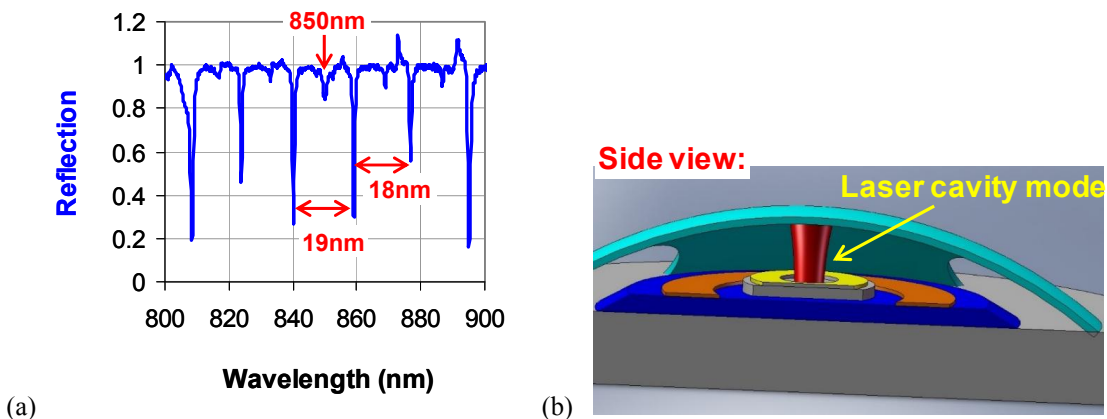 1.2
1
0.8
0.6
0.4
0.2
0
800 820 840 860 880 900
Reflection
Wavelength (nm)
850nm
18nm
19nm
(a)
Side view:
Laser cavity mode
(b)